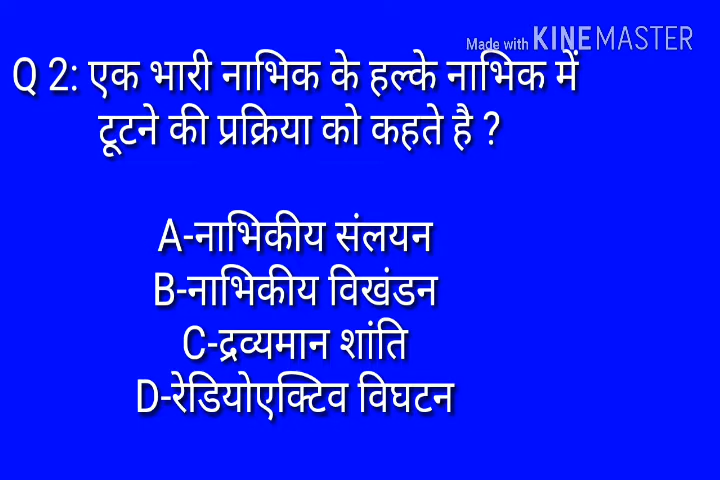 Made with KINEMASTER
Q 2: एक भारी नाभिक के हल्के नाभिक में
टूटने की प्रक्रिया को कहते है ?
A-नाभिकीय संलयन
B-नाभिकीय विखंडन
C-द्रव्यमान शांति
D-रेडियोएक्टिव विघटन